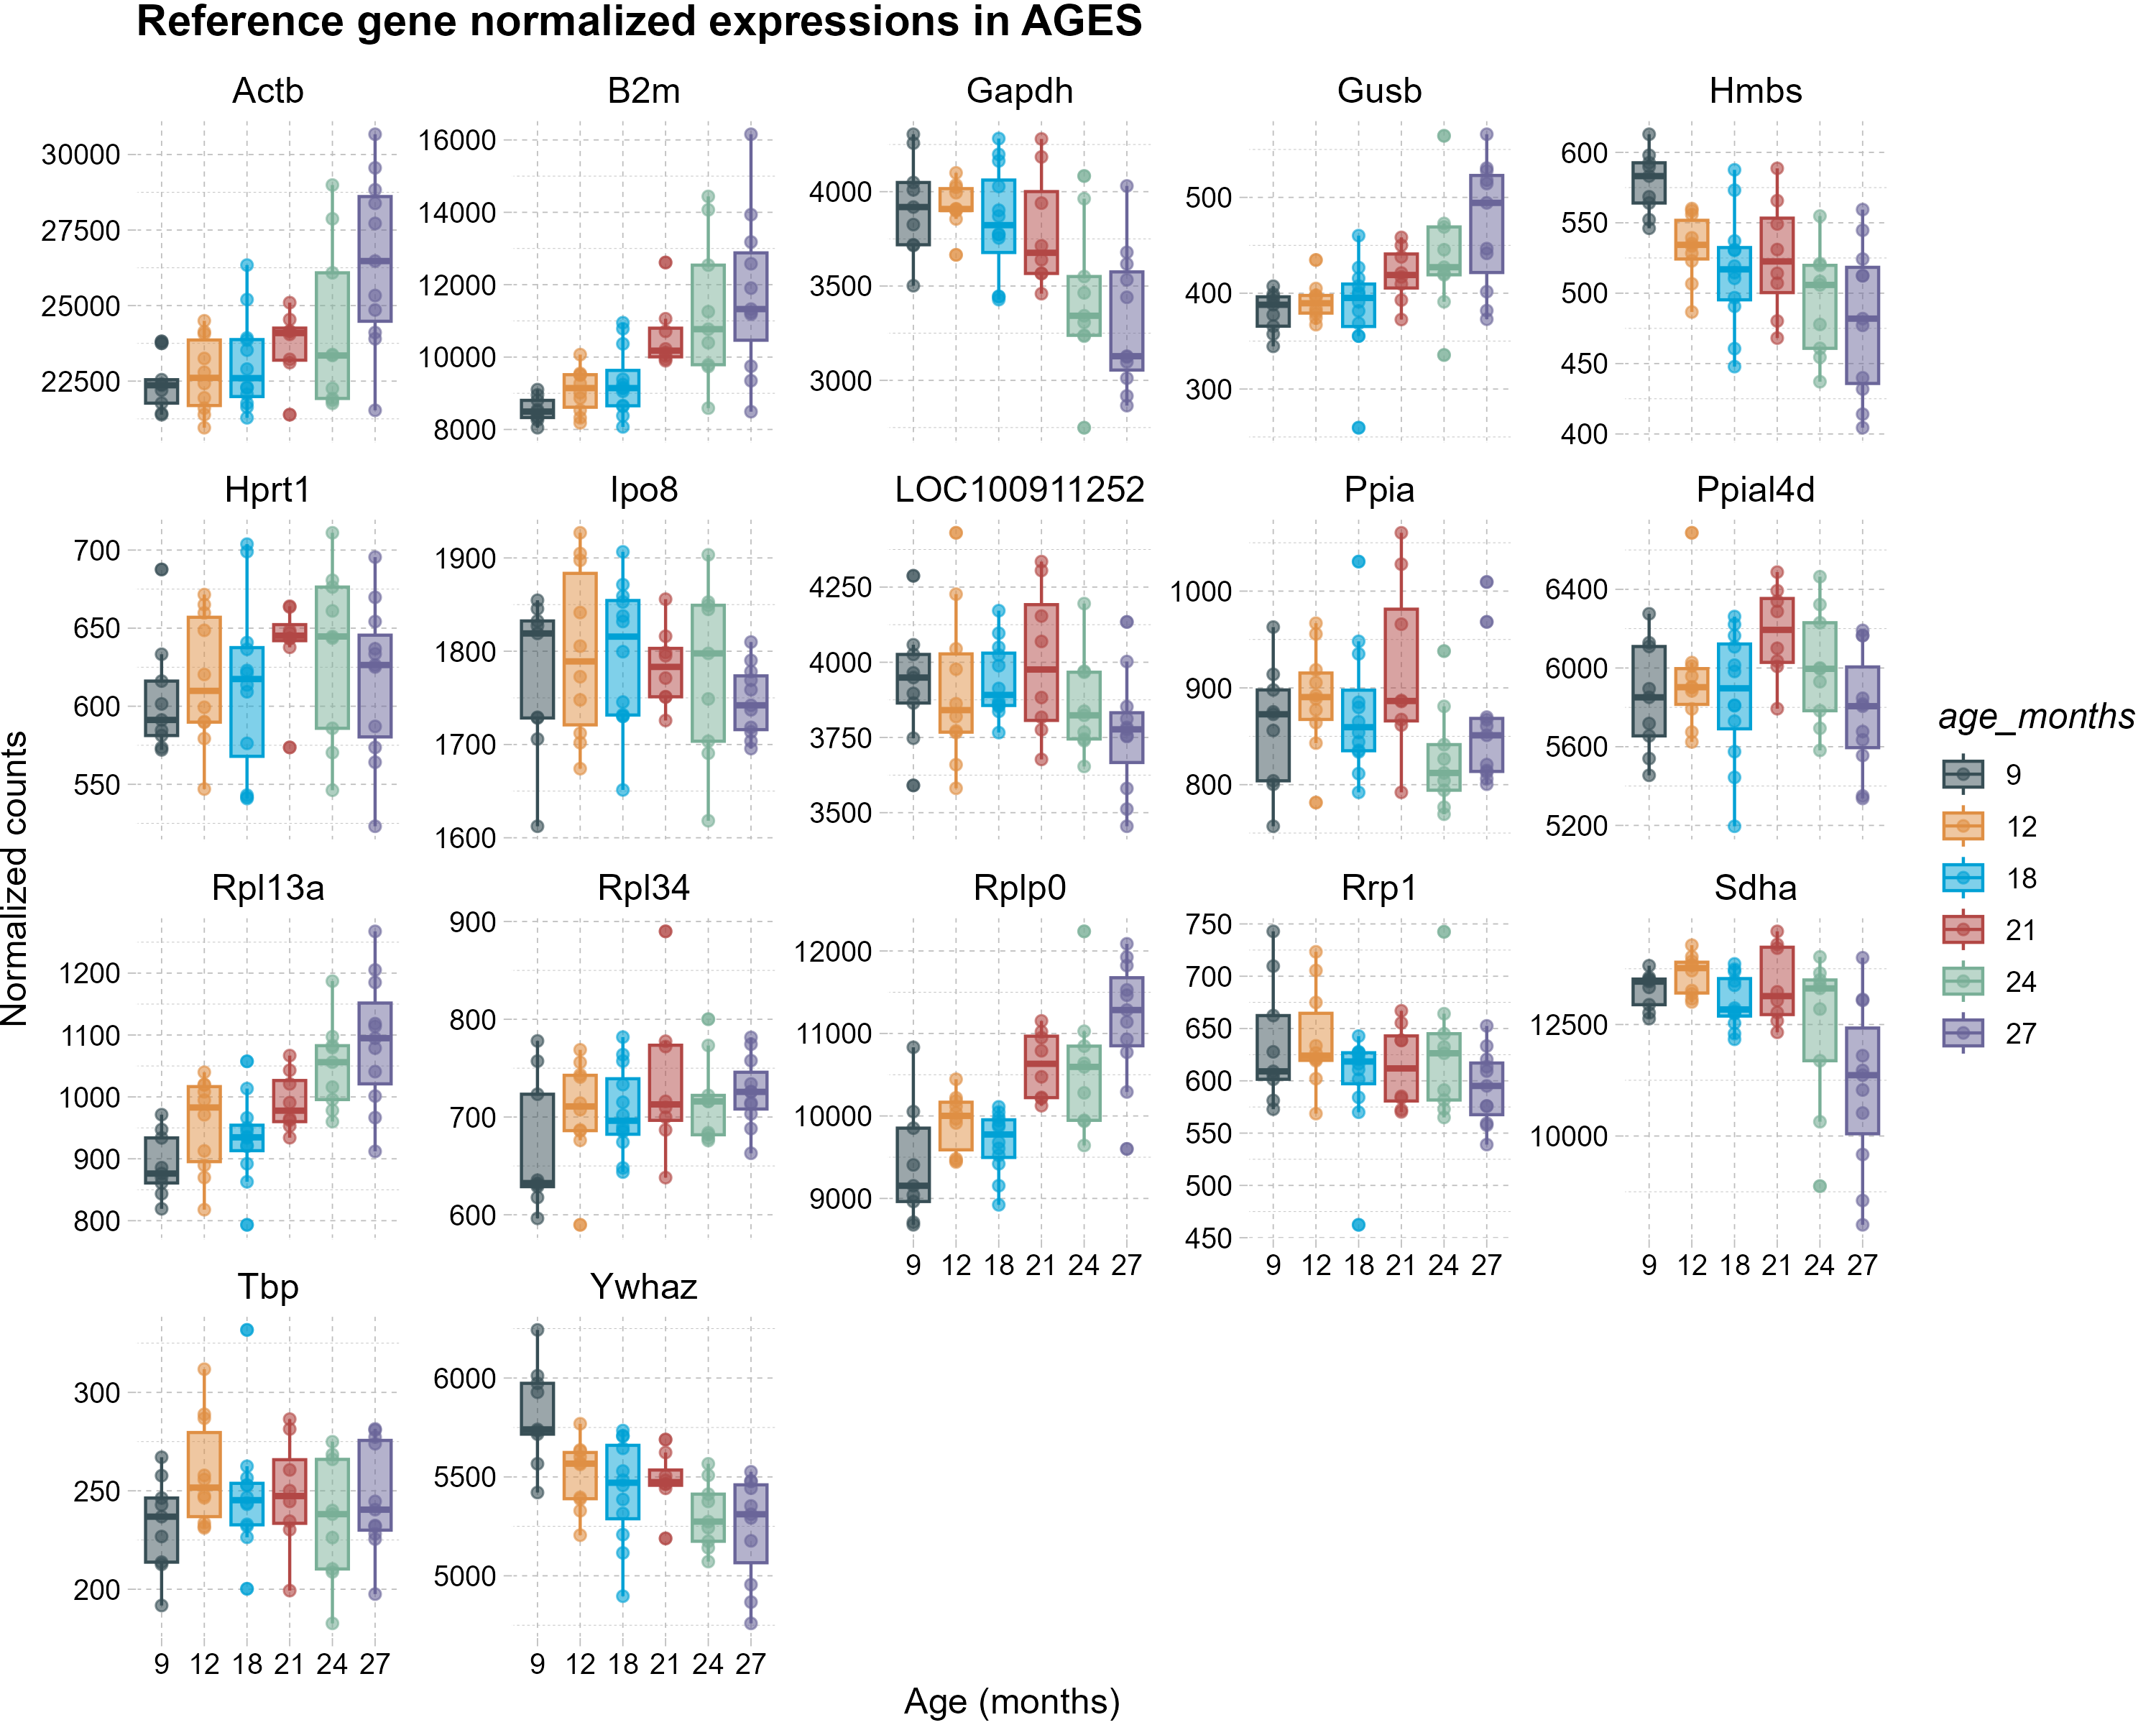 Reference gene normalized expressions in AGES
Actb
B2m
Gapdh
Gusb
Hmbs
30000
27500
25000
22500
16000
14000
12000
10000
8000
4000
3500
3000
500
400
300
600
550
500
450
400
Hprt1
Ipo8
LOC100911252
Ppia
Ppial4d
700
650
600
550
1900
1800
1700
1600
4250
4000
3750
3500
1000
900
800
6400
6000
5600
5200
Rpl13a
Rpl34
Rplp0
Rrp1
Sdha
1200
1100
1000
900
800
900
800
700
600
12000
11000
10000
9000
750
700
650
600
550
500
450
12500
10000
9 12 18 21 24 27
9 12 18 21 24 27
9 12 18 21 24 27
Tbp
Ywhaz
300
250
200
6000
5500
5000
9 12 18 21 24 27
9 12 18 21 24 27
Normalized counts
Age (months)
age_months
9
12
18
21
24
27